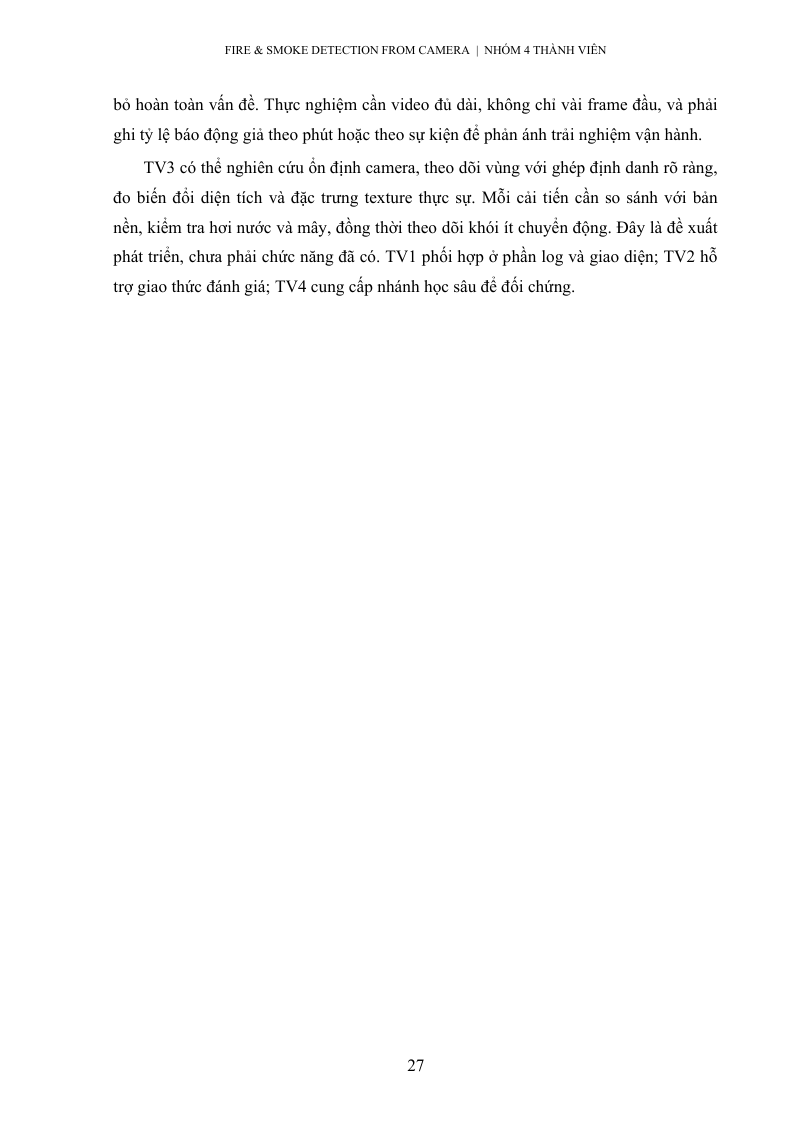 FIRE & SMOKE DETECTION FROM CAMERA | NHÓM 4 THÀNH VIÊN
bỏ hoàn toàn vấn đề. Thực nghiệm cần video đủ dài, không chỉ vài frame đầu, và phải
ghi tỷ lệ báo động giả theo phút hoặc theo sự kiện để phản ánh trải nghiệm vận hành.
TV3 có thể nghiên cứu ổn định camera, theo dõi vùng với ghép định danh rõ ràng,
đo biến đổi diện tích và đặc trưng texture thực sự. Mỗi cải tiến cần so sánh với bản
nền, kiểm tra hơi nước và mây, đồng thời theo dõi khói ít chuyển động. Đây là đề xuất
phát triển, chưa phải chức năng đã có. TV1 phối hợp ở phần log và giao diện; TV2 hỗ
trợ giao thức đánh giá; TV4 cung cấp nhánh học sâu để đối chứng.
27